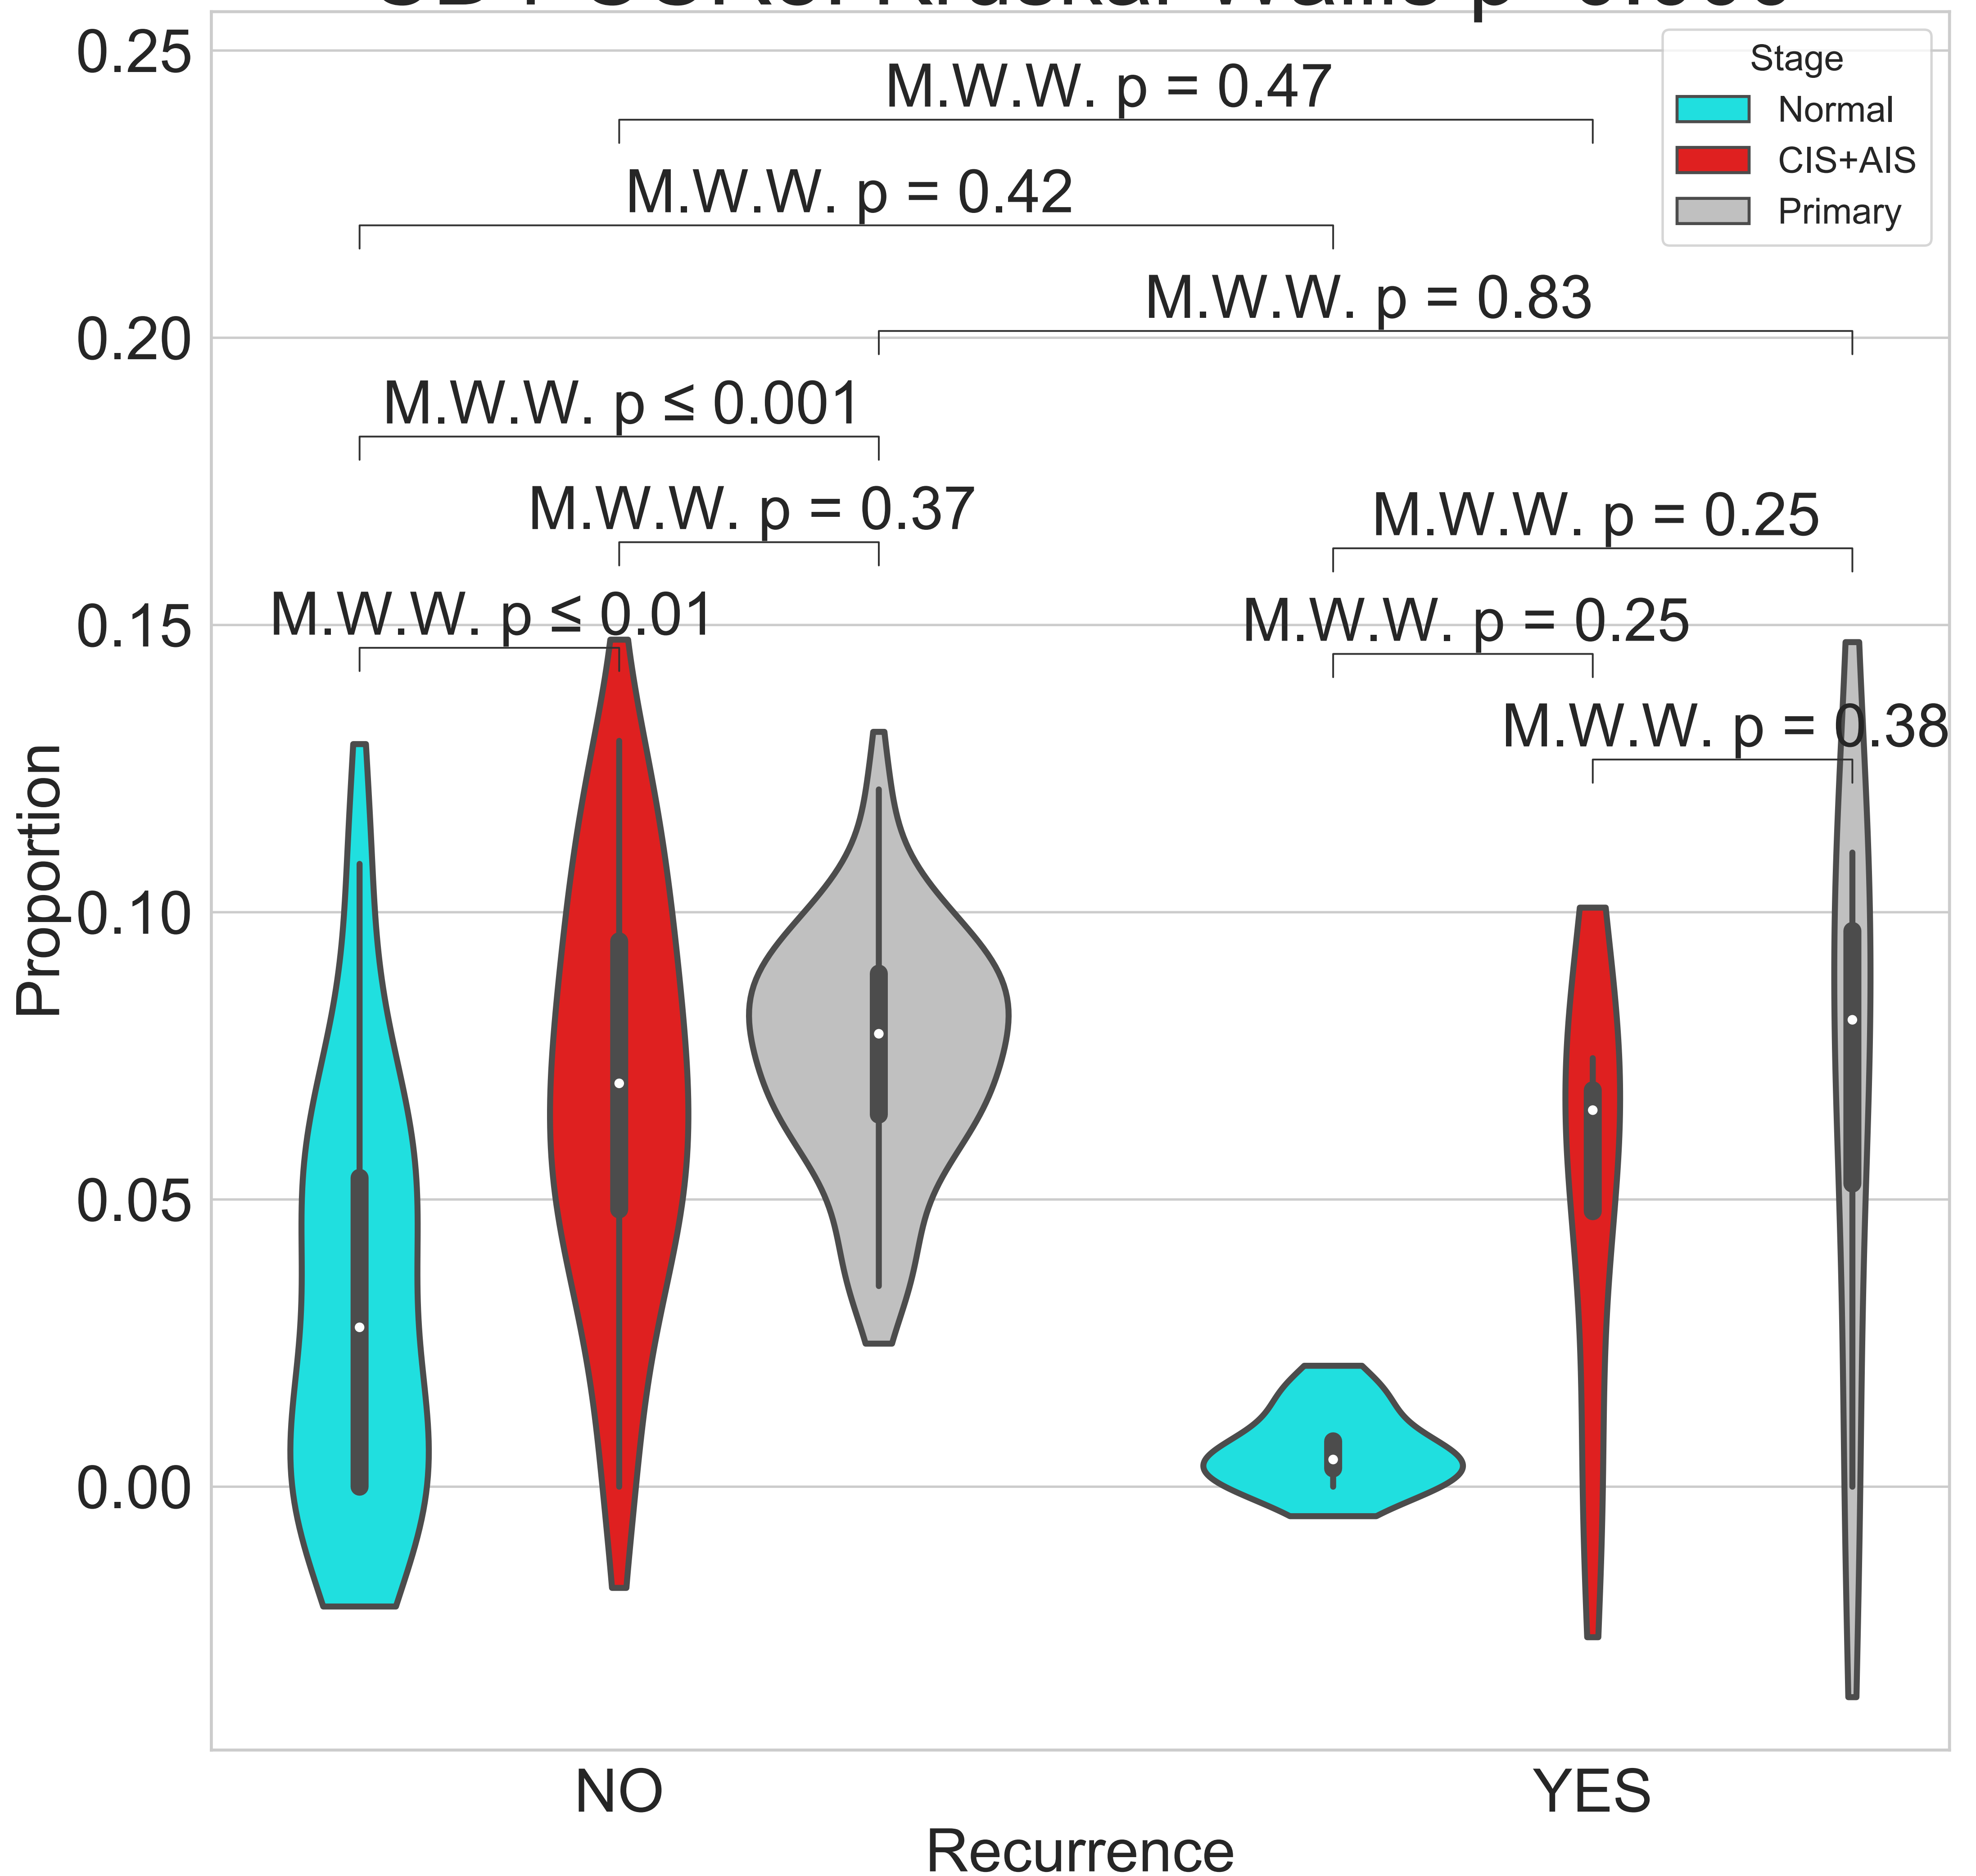 0.25
Stage
M.W.W. p = 0.47
Normal
CIS+AIS
M.W.W. p = 0.42
Primary
M.W.W. p = 0.83
0.20
M.W.W. p ≤ 0.001
M.W.W. p = 0.37
M.W.W. p = 0.25
M.W.W. p ≤ 0.01
M.W.W. p = 0.25
0.15
M.W.W. p = 0.38
Proportion
0.10
0.05
0.00
NO
YES
Recurrence